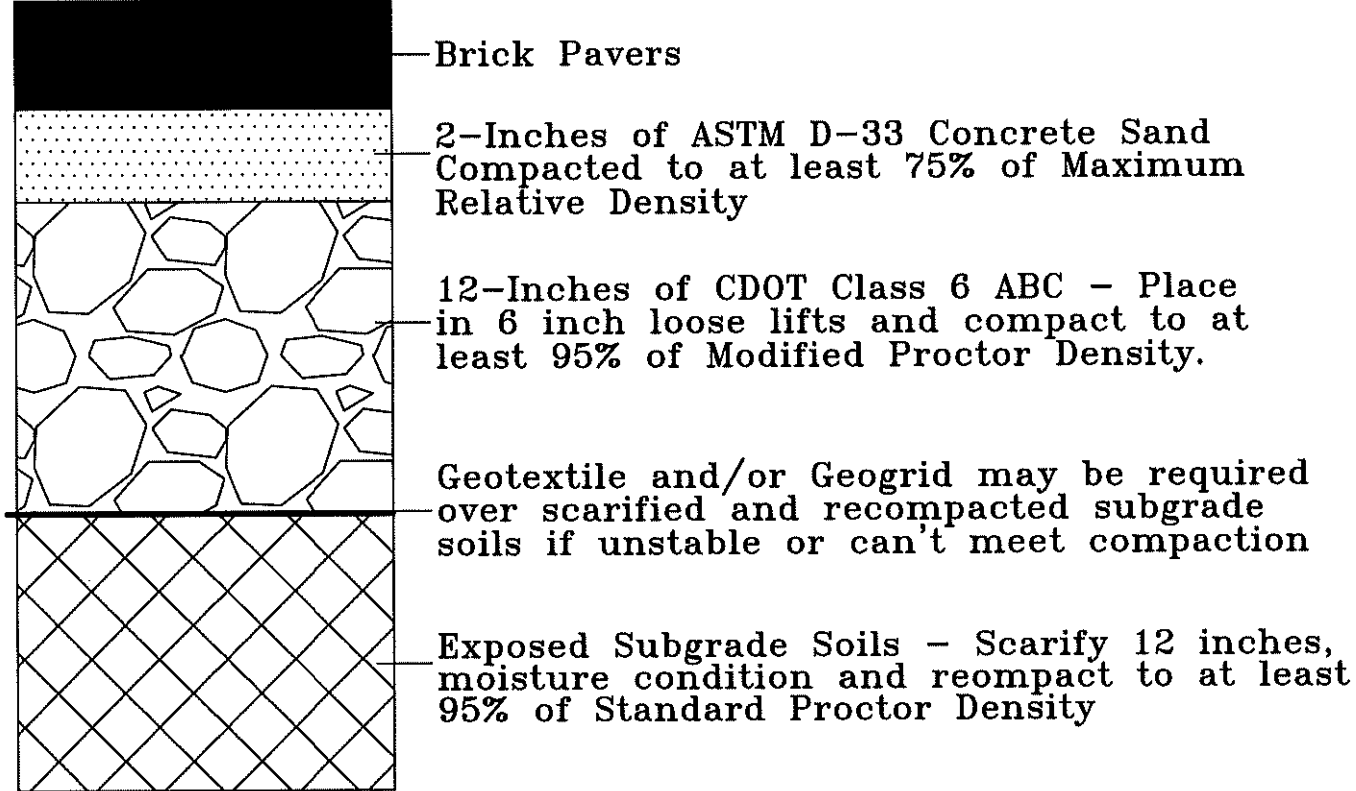 Brick Pavers
2-Inches of ASTM D-33 Concrete Sand
Compacted to at least 75% of Maximum
Relative Density
12-Inches of CDOT Class 6 ABC - Place
in 6 inch loose lifts and compact to at
least 95% of Modified Proctor Density.
Geotextile and/or Geogrid may be required
over scarified and recompacted subgrade
soils if unstable or can't meet compaction
Exposed Subgrade Soils - Scarify 12 inches,
moisture condition and reompact to at least
95% of Standard Proctor Density